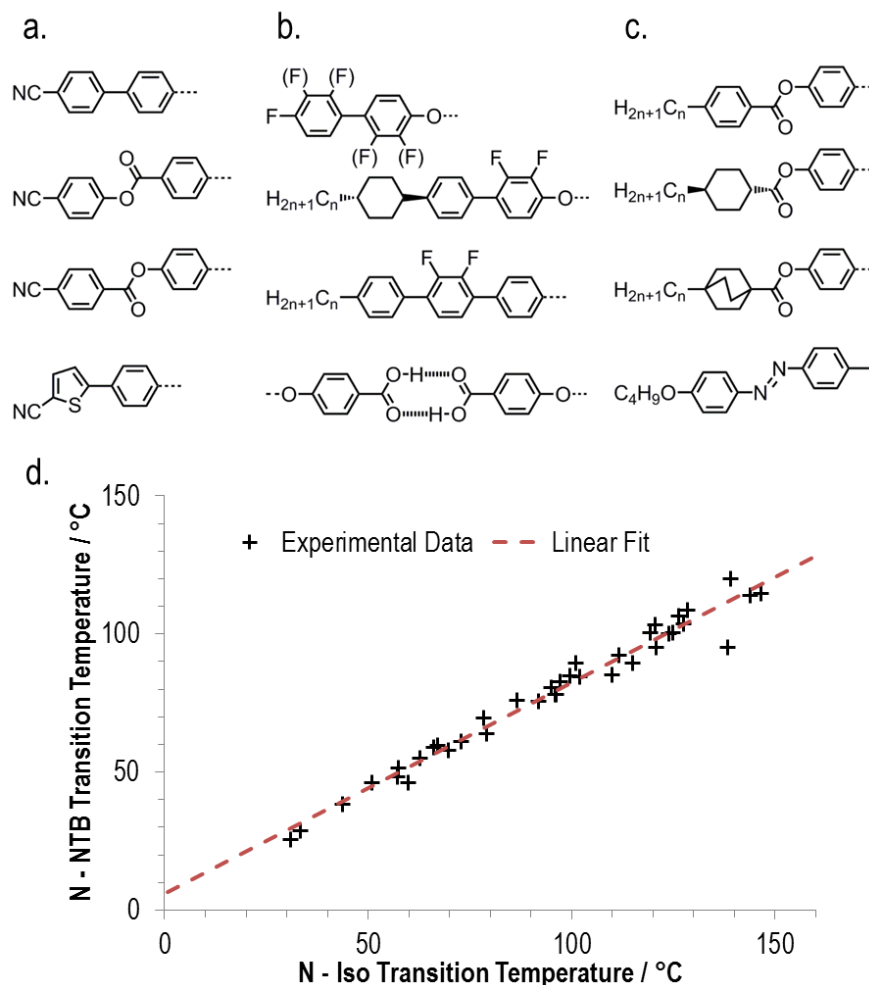 a.
NC
O
NC
O
NC
O
O
NC
S
b.
(F)
(F)
F
O
(F)
(F)
F
F
H2n+1Cn
O
F
F
H2n+1Cn
O
O-H
O
O
H-O
O
c.
H2n+1Cn
O
O
H2n+1Cn
O
O
H2n+1Cn
O
O
C4H9O
N
N
d.
N - NTB Transition Temperature / °C
150
100
50
0
Experimental Data
Linear Fit
0
50
100
150
N - Iso Transition Temperature / °C